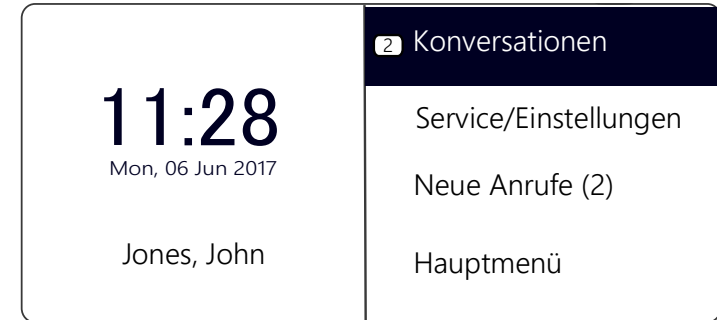 11:28
Mon, 06 Jun 2017
Jones, John
2 Konversationen
Service/Einstellungen
Neue Anrufe (2)
Hauptmenü